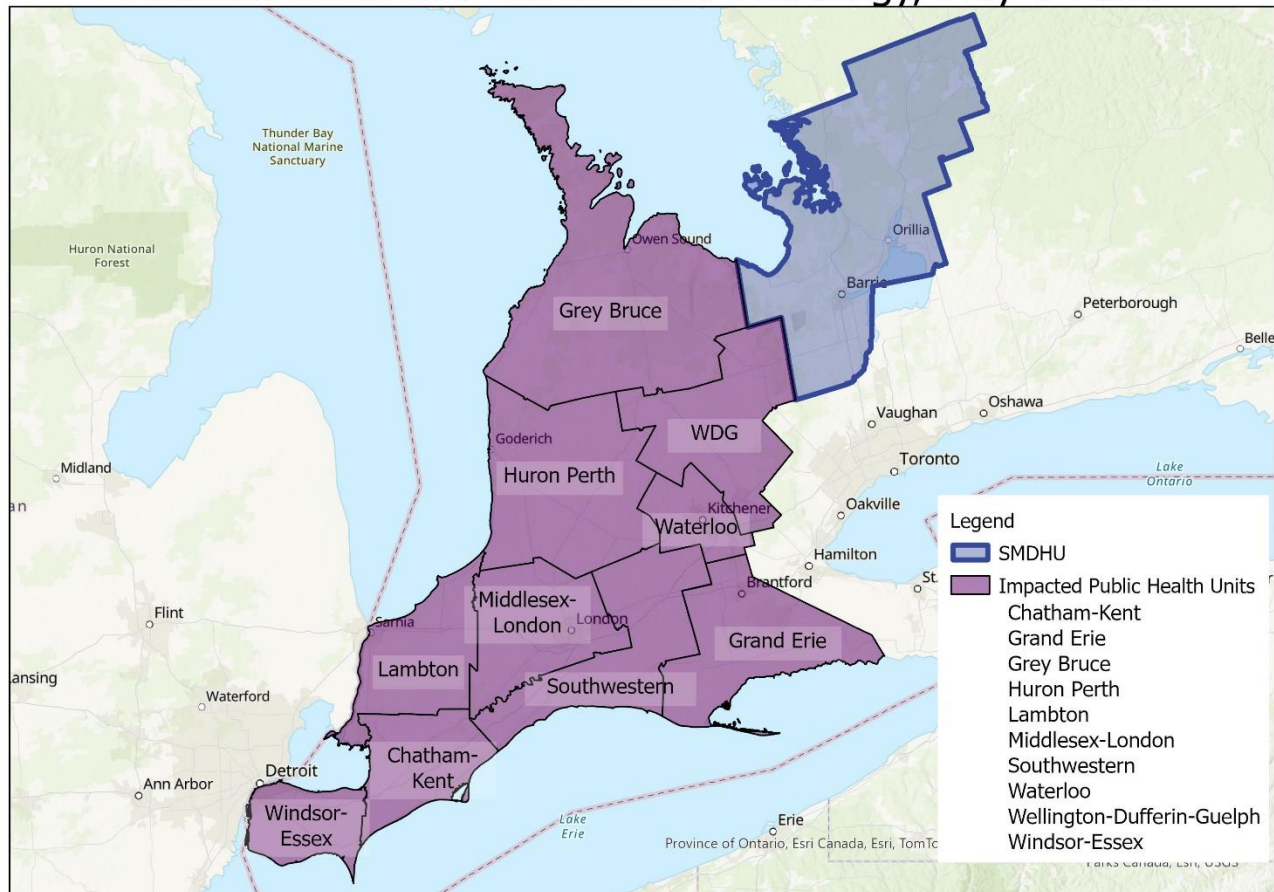 Thunder Bay
National Marine
Sanctuary
Huron National
Forest
Owen Sound
Orillia
Barrie
Grey Bruce
Peterborough
Belle
Vaughan
Oshawa
WDG
Goderich
Toronto
Midland
Huron Perth
Lake
Ontario
an
Kitchener
Oakville
Waterloo
Hamilton
St.
Brantford
Middlesex-
London
London
Flint
Sarnia
Grand Erie
Lambton
Southwestern
ansing
Waterford
Chatham-
Kent
Detroit
Ann Arbor
Windsor-
Essex
Lake
Erie
Erie
Legend
SMDHU
Impacted Public Health Units
Chatham-Kent
Grand Erie
Grey Bruce
Huron Perth
Lambton
Middlesex-London
Southwestern
Waterloo
Wellington-Dufferin-Guelph
Windsor-Essex
Province of Ontario, Esri Canada, Esri, TomTo
Parks Canada, Esri, USGS